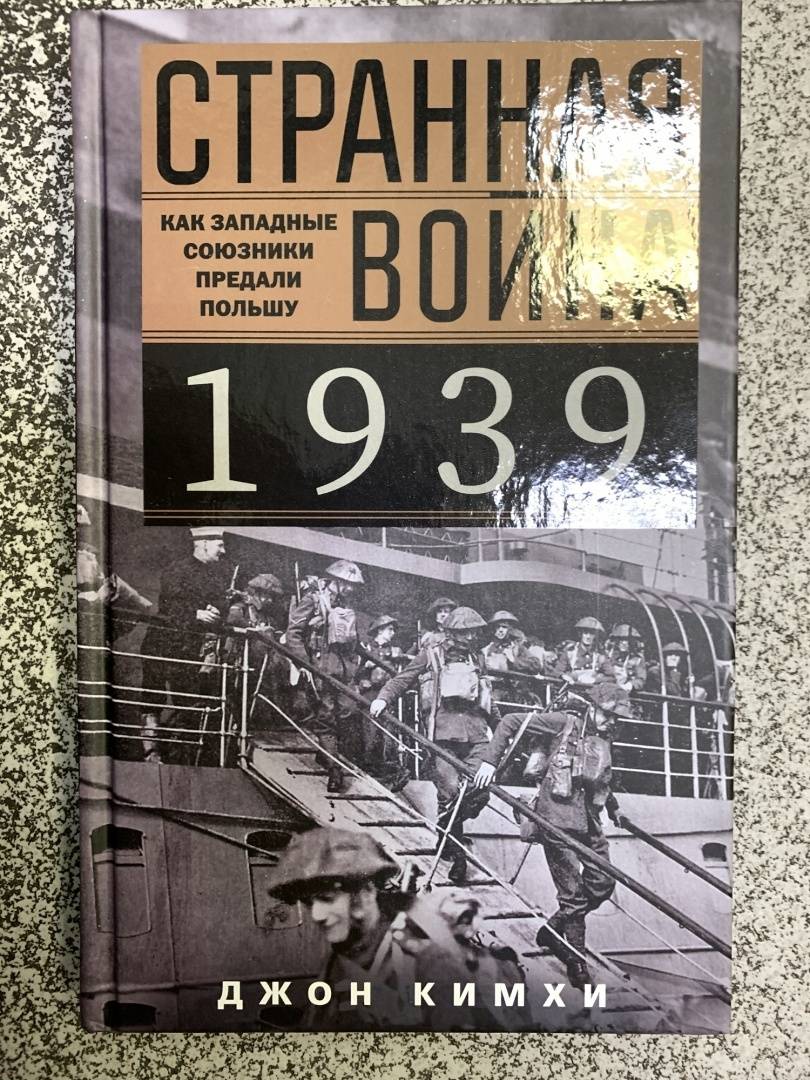 СТРАННАЯ
КАК ЗАПАДНЫЕ
СОЮЗНИКИ
ПРЕДАЛИ
ПОЛЬШУ
ВОЙНА
1939
ДЖОН КИМХИ